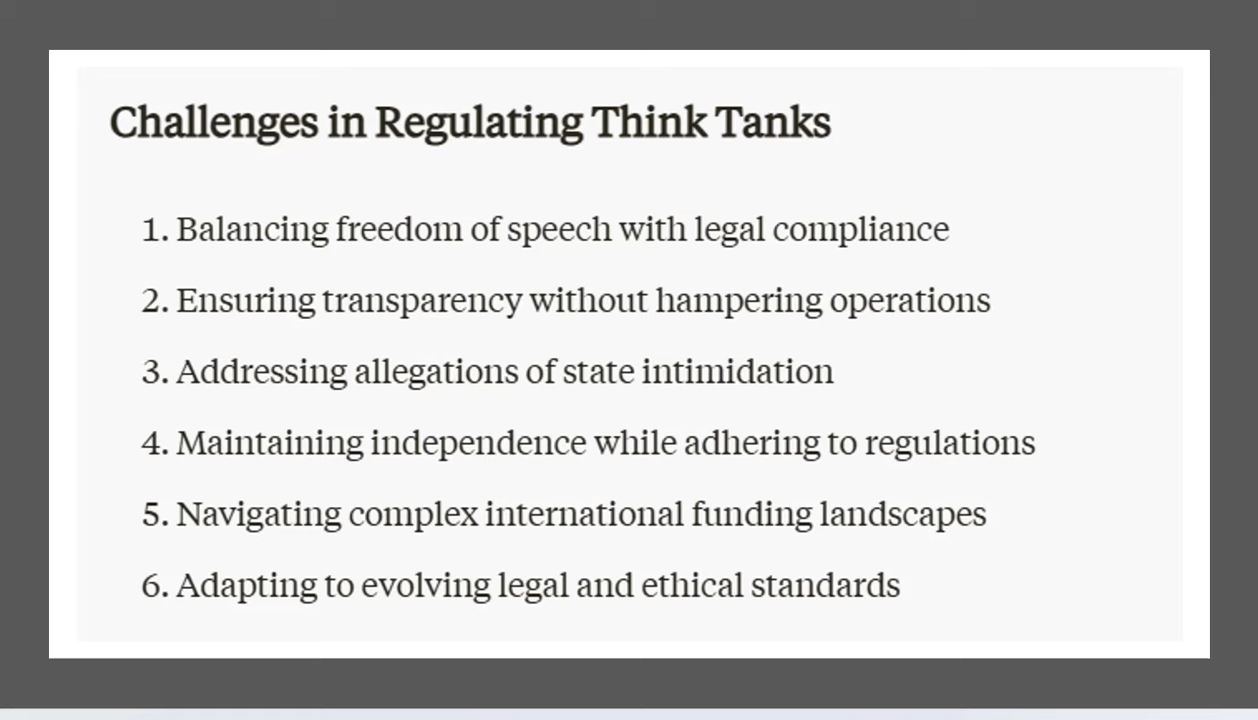 Challenges in Regulating Think Tanks
1. Balancing freedom of speech with legal compliance
2. Ensuring transparency without hampering operations
3. Addressing allegations of state intimidation
4. Maintaining independence while adhering to regulations
5. Navigating complex international funding landscapes
6. Adapting to evolving legal and ethical standards